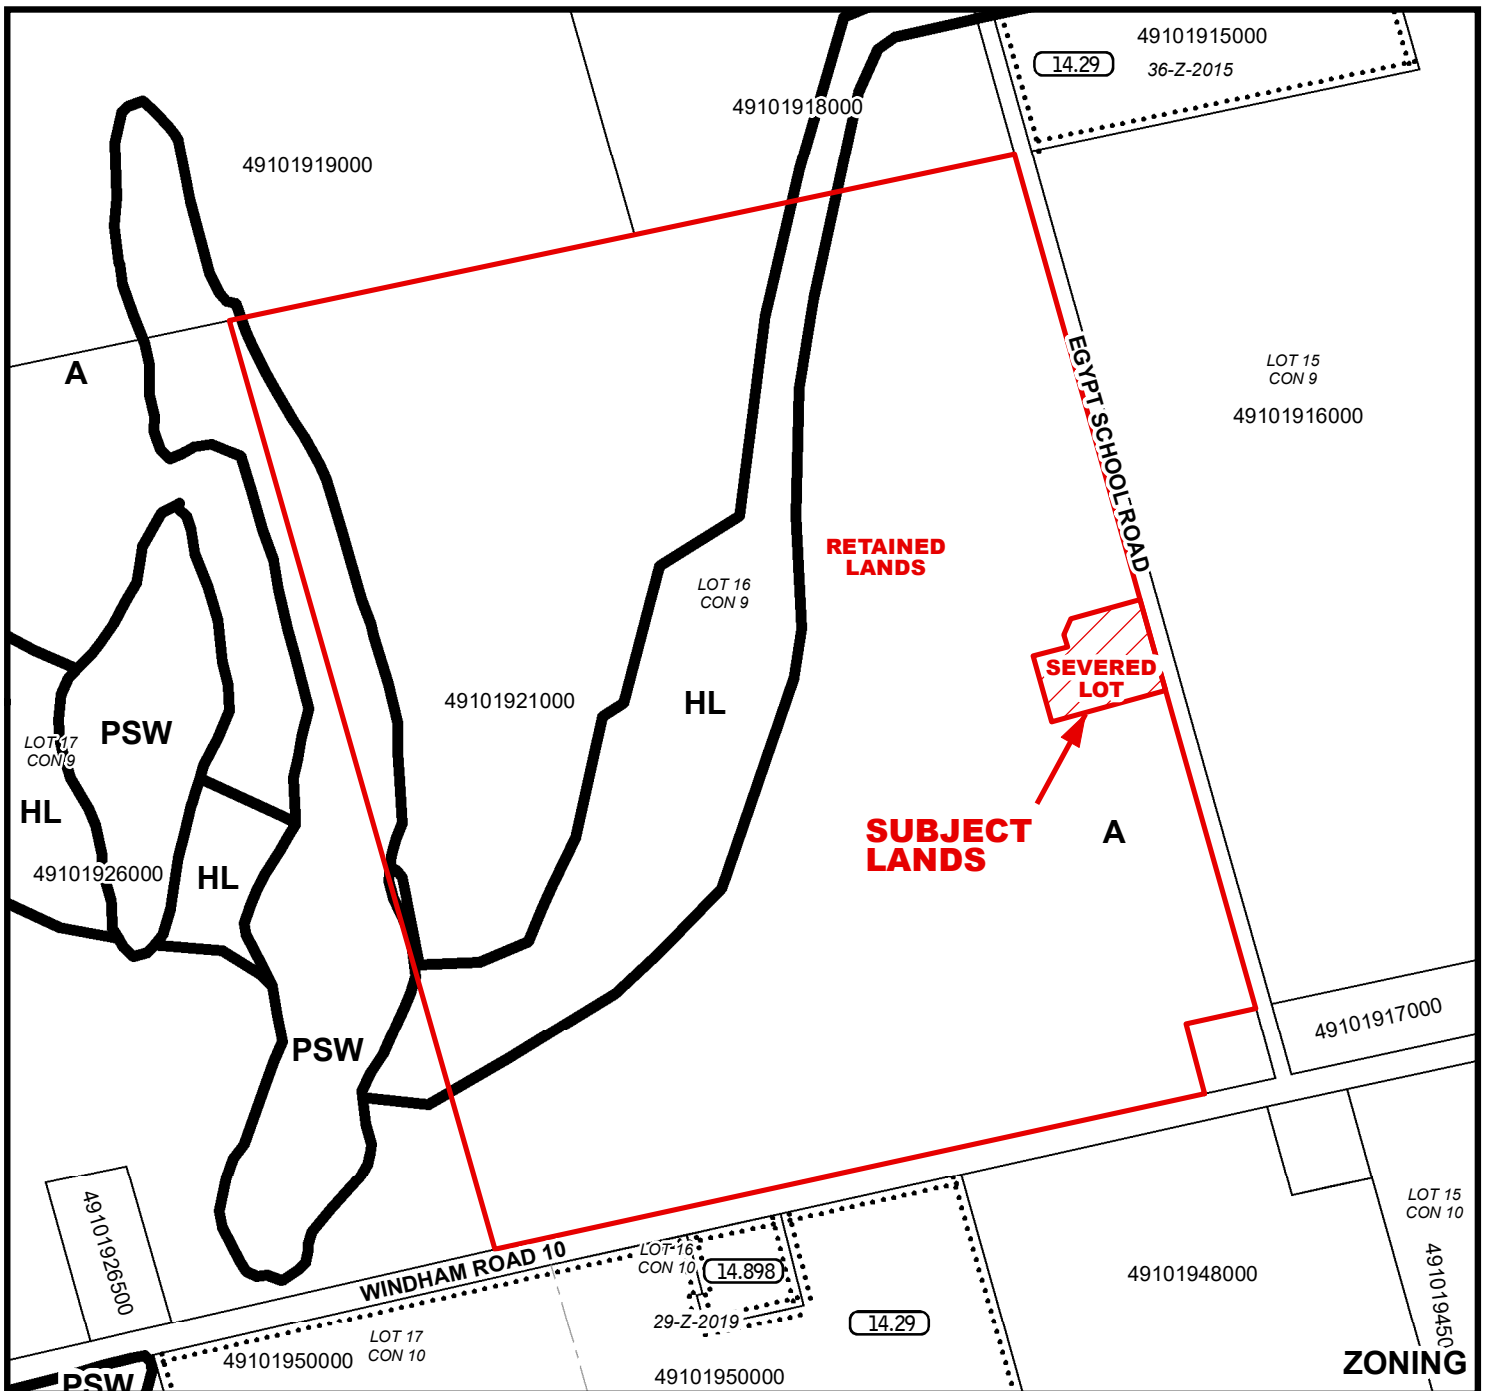 49101915000
14.29
36-Z-2015
49101918000
49101919000
A
EGYPT SCHOOL ROAD
LOT 15
CON 9
49101916000
RETAINED
LANDS
LOT 16
CON 9
SEVERED
LOT
49101921000
HL
PSW
LOT 17
CON 9
HL
SUBJECT
LANDS
A
49101926000
HL
49101917000
PSW
49101926500
LOT 15
CON 10
WINDHAM ROAD 10
LOT 16
CON 10
14.898
49101948000
491019450
29-Z-2019
14.29
LOT 17
CON 10
49101950000
49101950000
ZONING
PSW